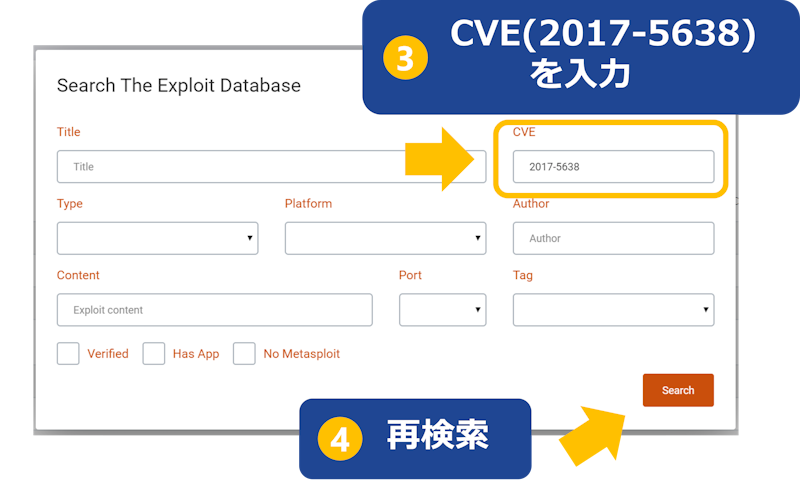 3 CVE(2017-5638)
を入力
Search The Exploit Database
Title
CVE
Title
2017-5638
Type
Platform
Author
Author
Content
Port
Tag
Exploit content
Verified
Has App
No Metasploit
Search
4 再検索